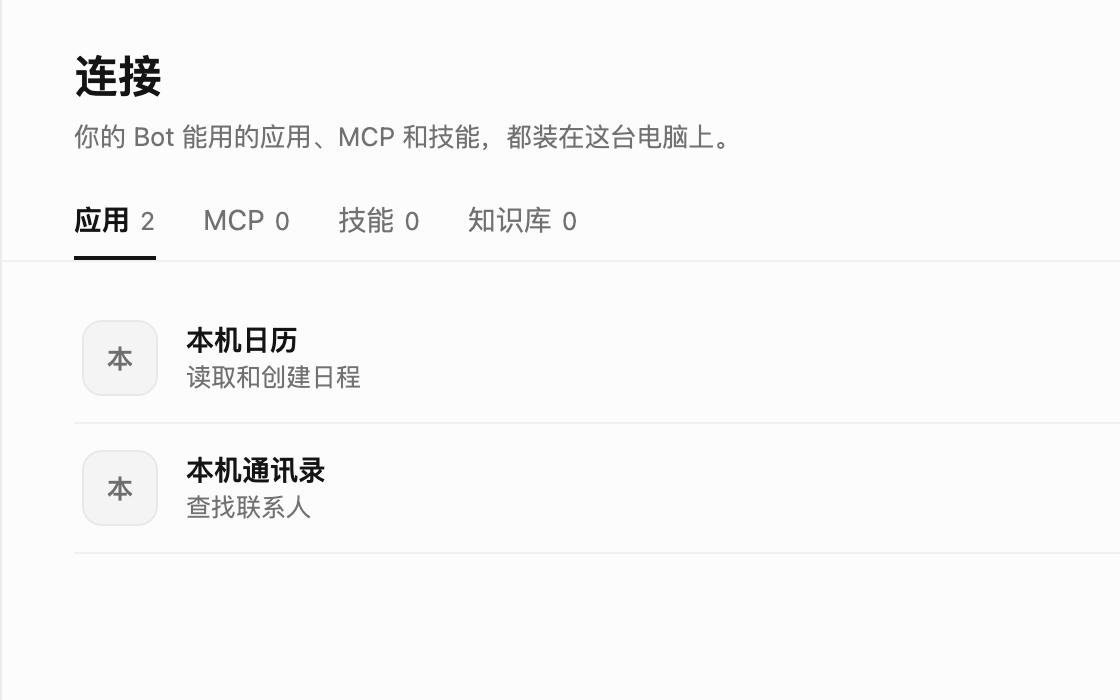 连接
你的 Bot 能用的应用、MCP 和技能，都装在这台电脑上。
应用 2 MCP 0 技能 0 知识库 0
本
本机日历
读取和创建日程
本
本机通讯录
查找联系人